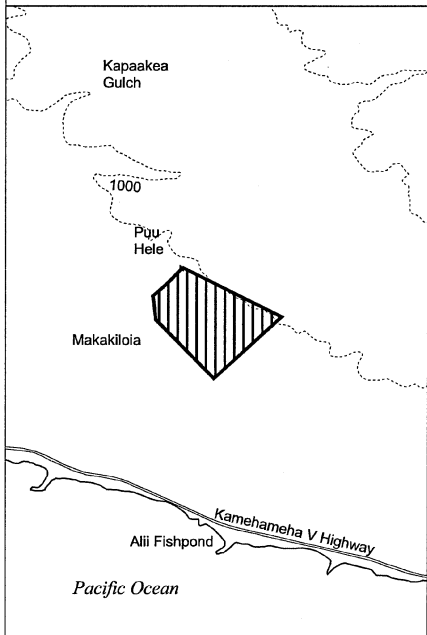 Kapaakea
Gulch
1000
Puu
Hele
Makakiloia
Kamehameha V Highway
Alii Fishpond
Pacific Ocean